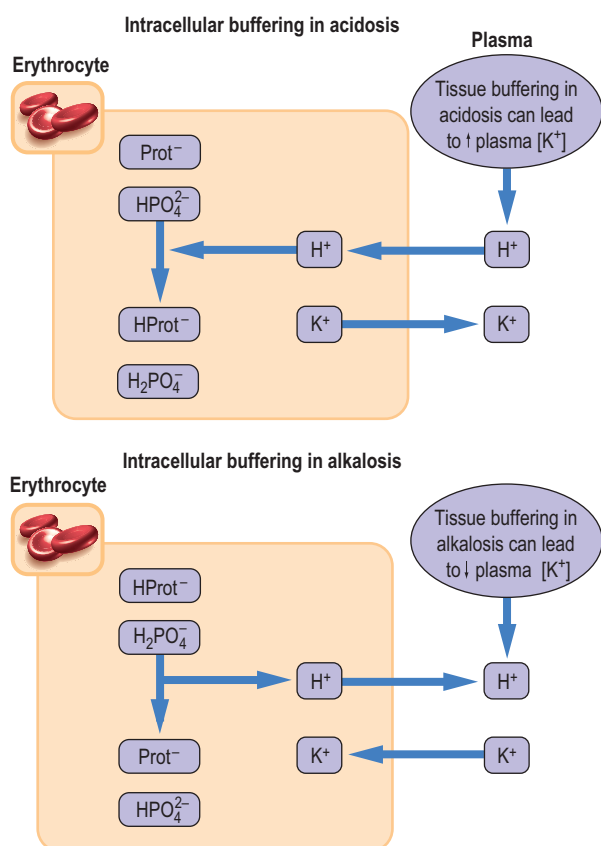 Intracellular buffering in acidosis
Plasma
Erythrocyte
Tissue buffering in
acidosis can lead
to ↑ plasma [K⁺]
Prot⁻
HPO₄²⁻
H⁺
H⁺
HProt⁻
K⁺
K⁺
H₂PO₄⁻
Intracellular buffering in alkalosis
Erythrocyte
Tissue buffering in
alkalosis can lead
to ↓ plasma [K⁺]
HProt⁻
H₂PO₄⁻
H⁺
H⁺
Prot⁻
K⁺
K⁺
HPO₄²⁻